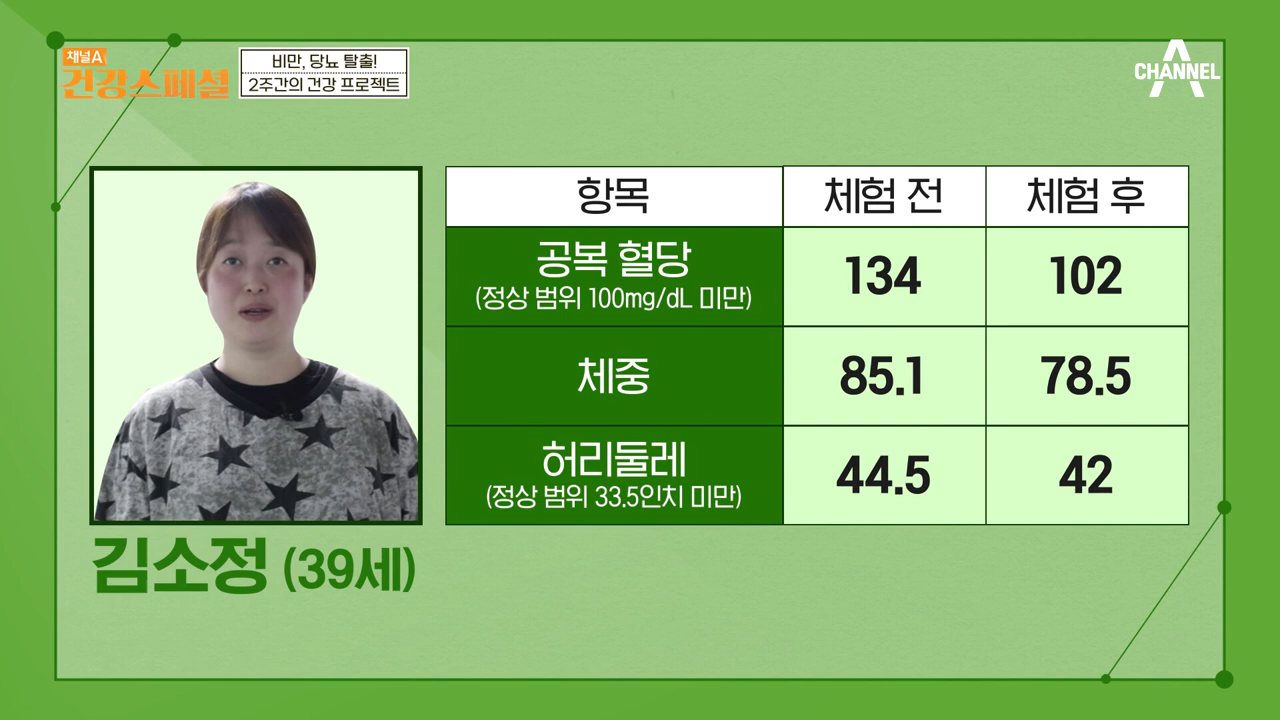 채널A
건강스페셜
비만, 당뇨 탈출!
2주간의 건강 프로젝트
CHANNEL A
항목
체험 전
체험 후
공복 혈당
(정상 범위 100mg/dL 미만)
134
102
체중
85.1
78.5
허리둘레
(정상 범위 33.5인치 미만)
44.5
42
김소정 (39세)